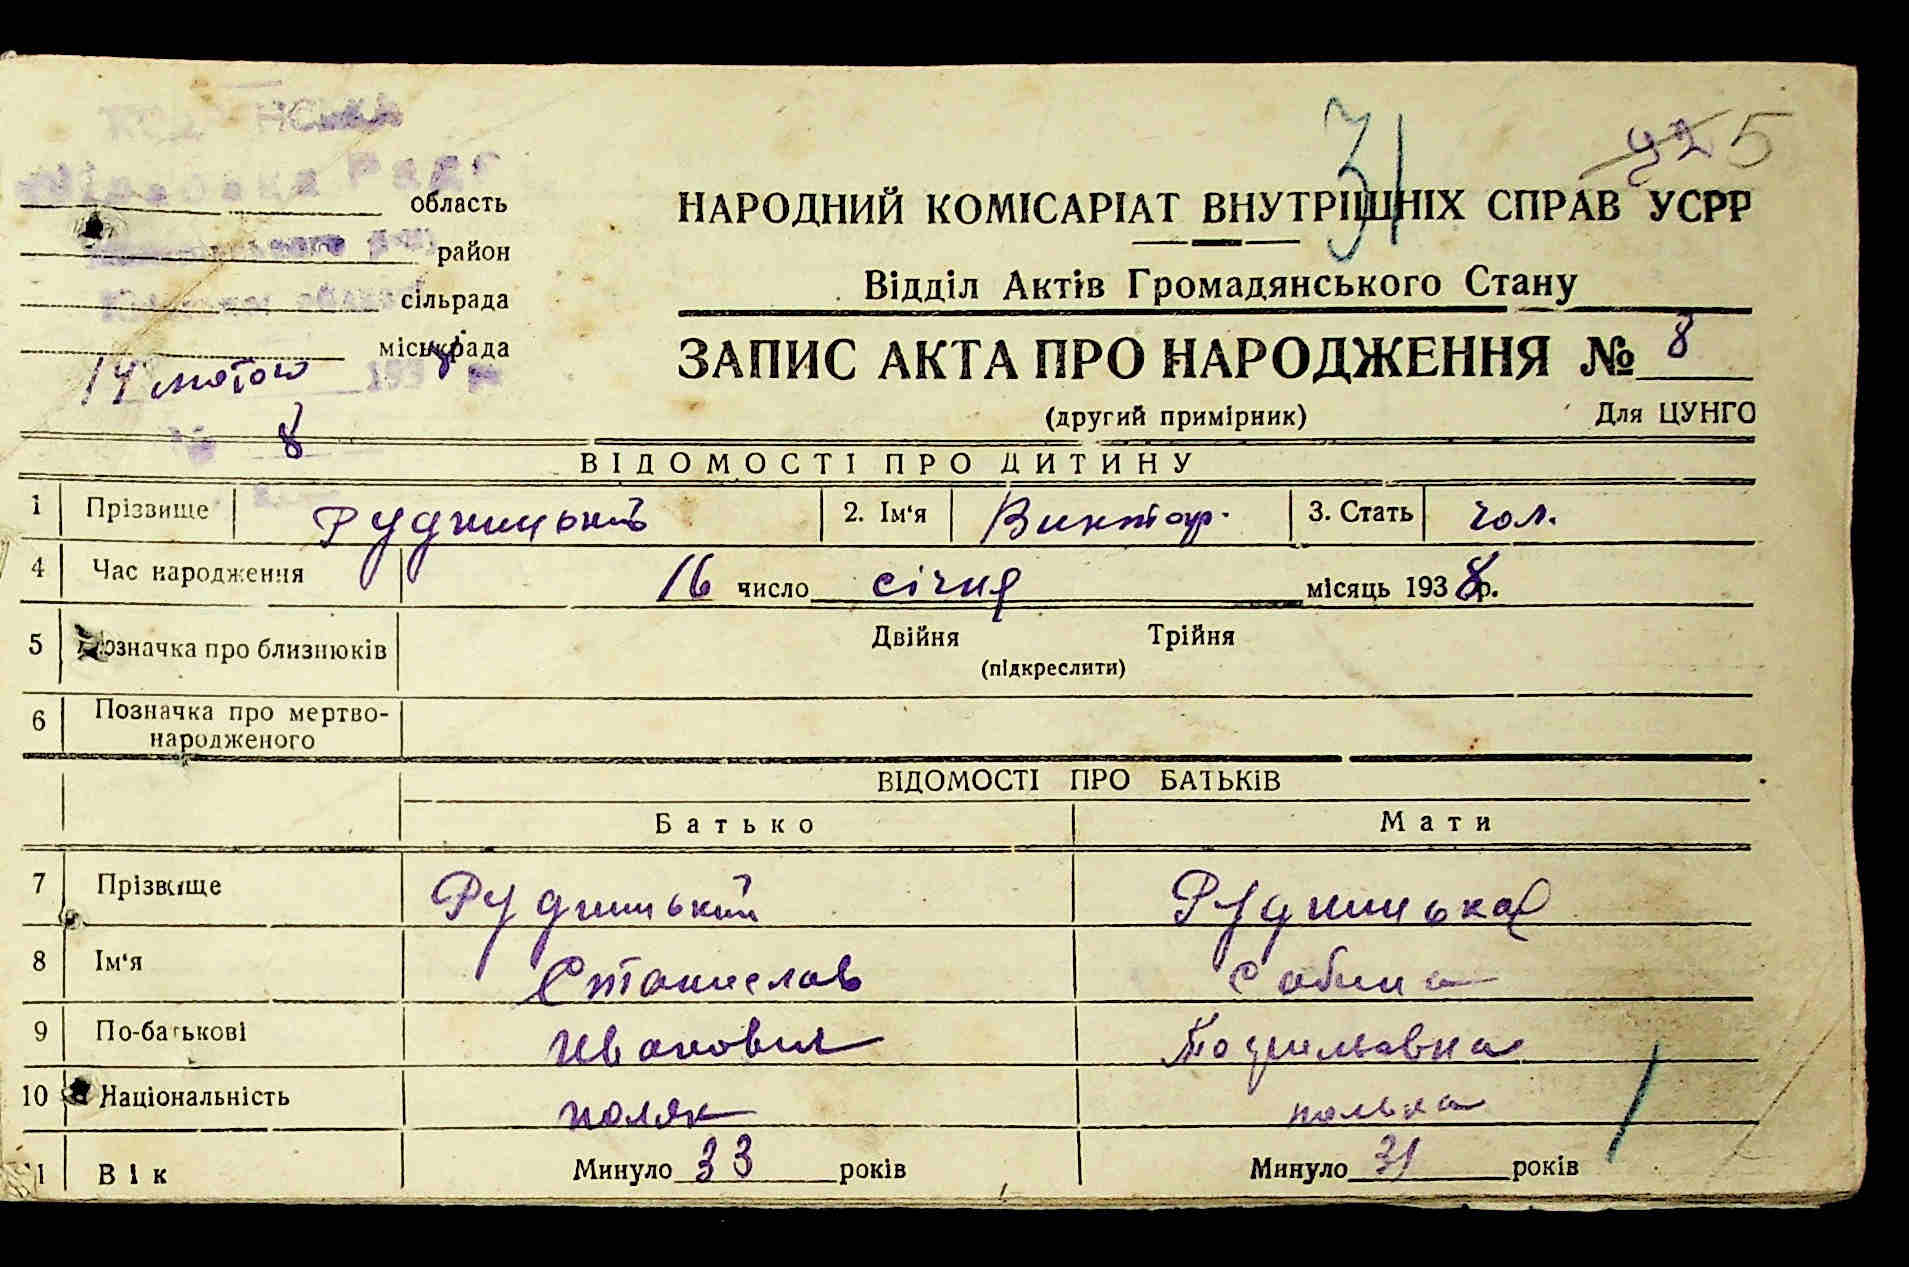 31
5
область
район
сільрада
міськрада
14 лютого 1938 р
№ 8
НАРОДНИЙ КОМІСАРІАТ ВНУТРІШНІХ СПРАВ УСРР
Відділ Актів Громадянського Стану
ЗАПИС АКТА ПРО НАРОДЖЕННЯ № 8
(другий примірник) Для ЦУНГО
ВІДОМОСТІ ПРО ДИТИНУ
1 Прізвище Рудницький 2. Ім'я Виктор. 3. Стать чол.
4 Час народження 16 число січня місяць 1938 р.
5 Позначка про близнюків Двійня Трійня
(підкреслити)
6 Позначка про мертво-
народженого
ВІДОМОСТІ ПРО БАТЬКІВ
Батько Мати
7 Прізвище Рудницький Рудницька
8 Ім'я Станислав Сабина
9 По-батькові Иванович
10 Національність поляк полька
11 Вік Минуло 33 років Минуло 31 років